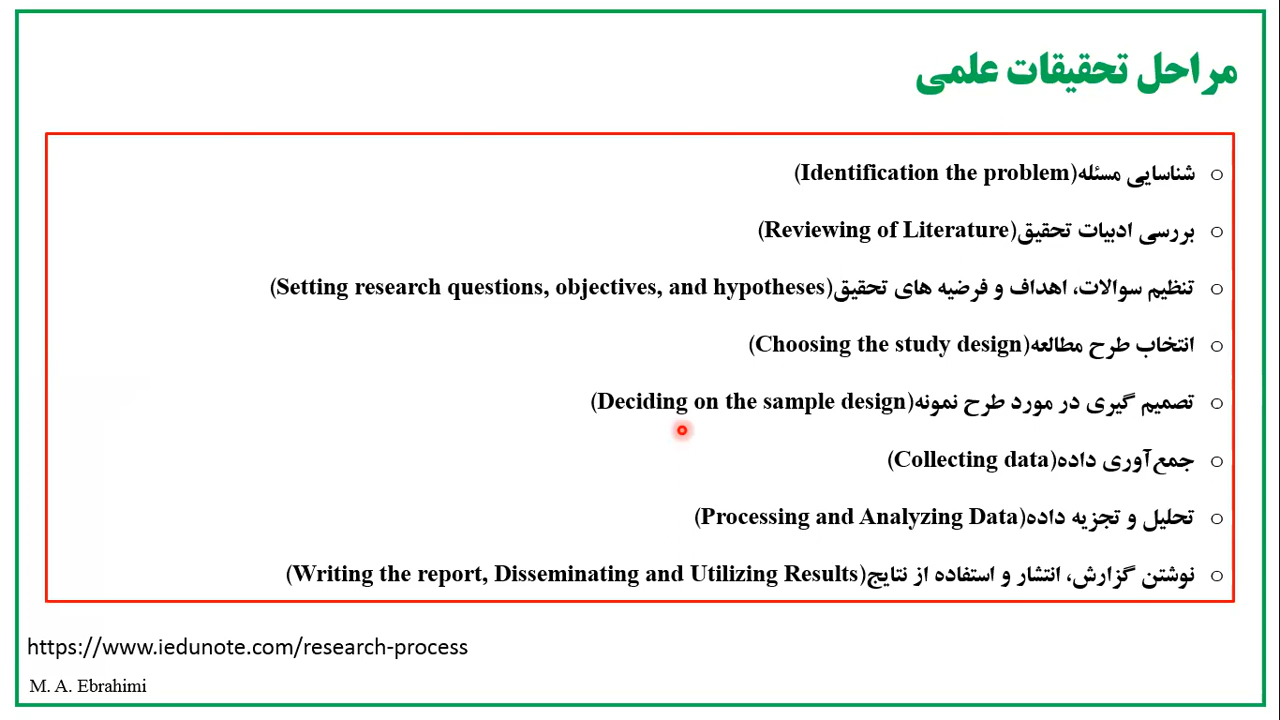 مراحل تحقیقات علمی
شناسایی مسئله(Identification the problem)
بررسی ادبیات تحقیق(Reviewing of Literature)
تنظیم سوالات، اهداف و فرضیه های تحقیق(Setting research questions, objectives, and hypotheses)
انتخاب طرح مطالعه(Choosing the study design)
تصمیم گیری در مورد طرح نمونه(Deciding on the sample design)
جمع‌آوری داده(Collecting data)
تحلیل و تجزیه داده(Processing and Analyzing Data)
نوشتن گزارش، انتشار و استفاده از نتایج(Writing the report, Disseminating and Utilizing Results)
https://www.iedunote.com/research-process
M. A. Ebrahimi